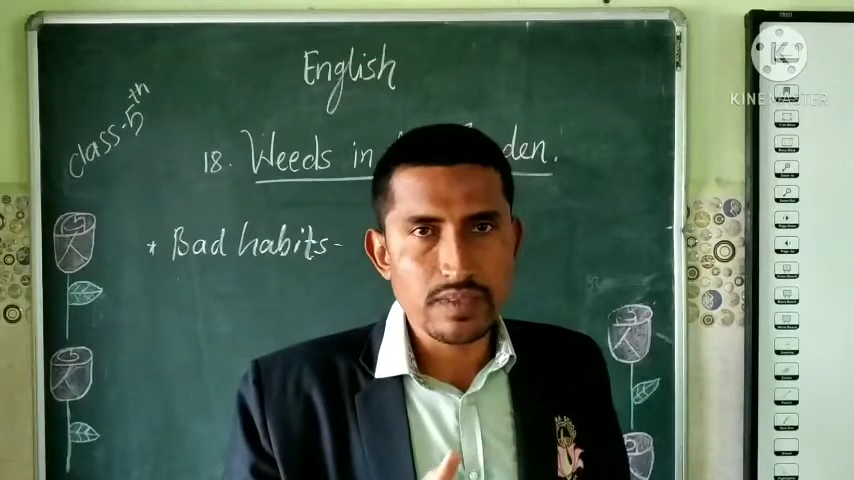 English
class-5th
18. Weeds in den.
* Bad habits-
KINEMASTER